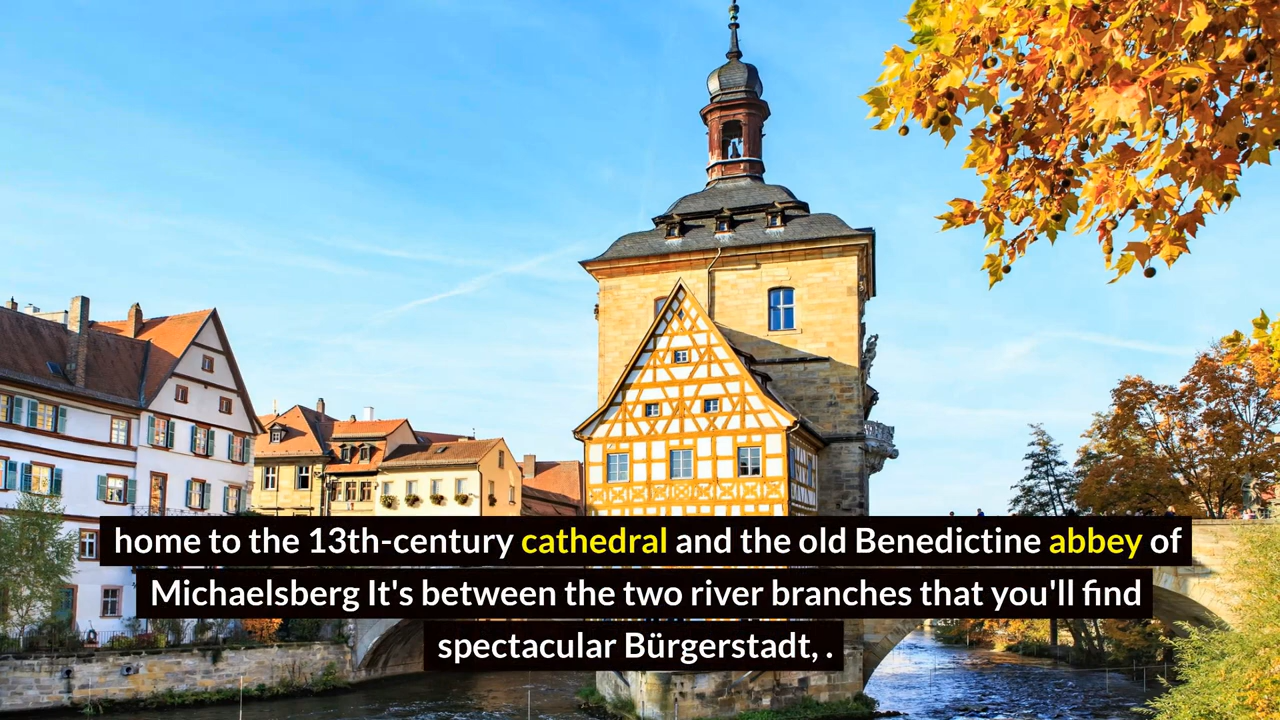 home to the 13th-century cathedral and the old Benedictine abbey of
Michaelsberg It's between the two river branches that you'll find
spectacular Bürgerstadt, .